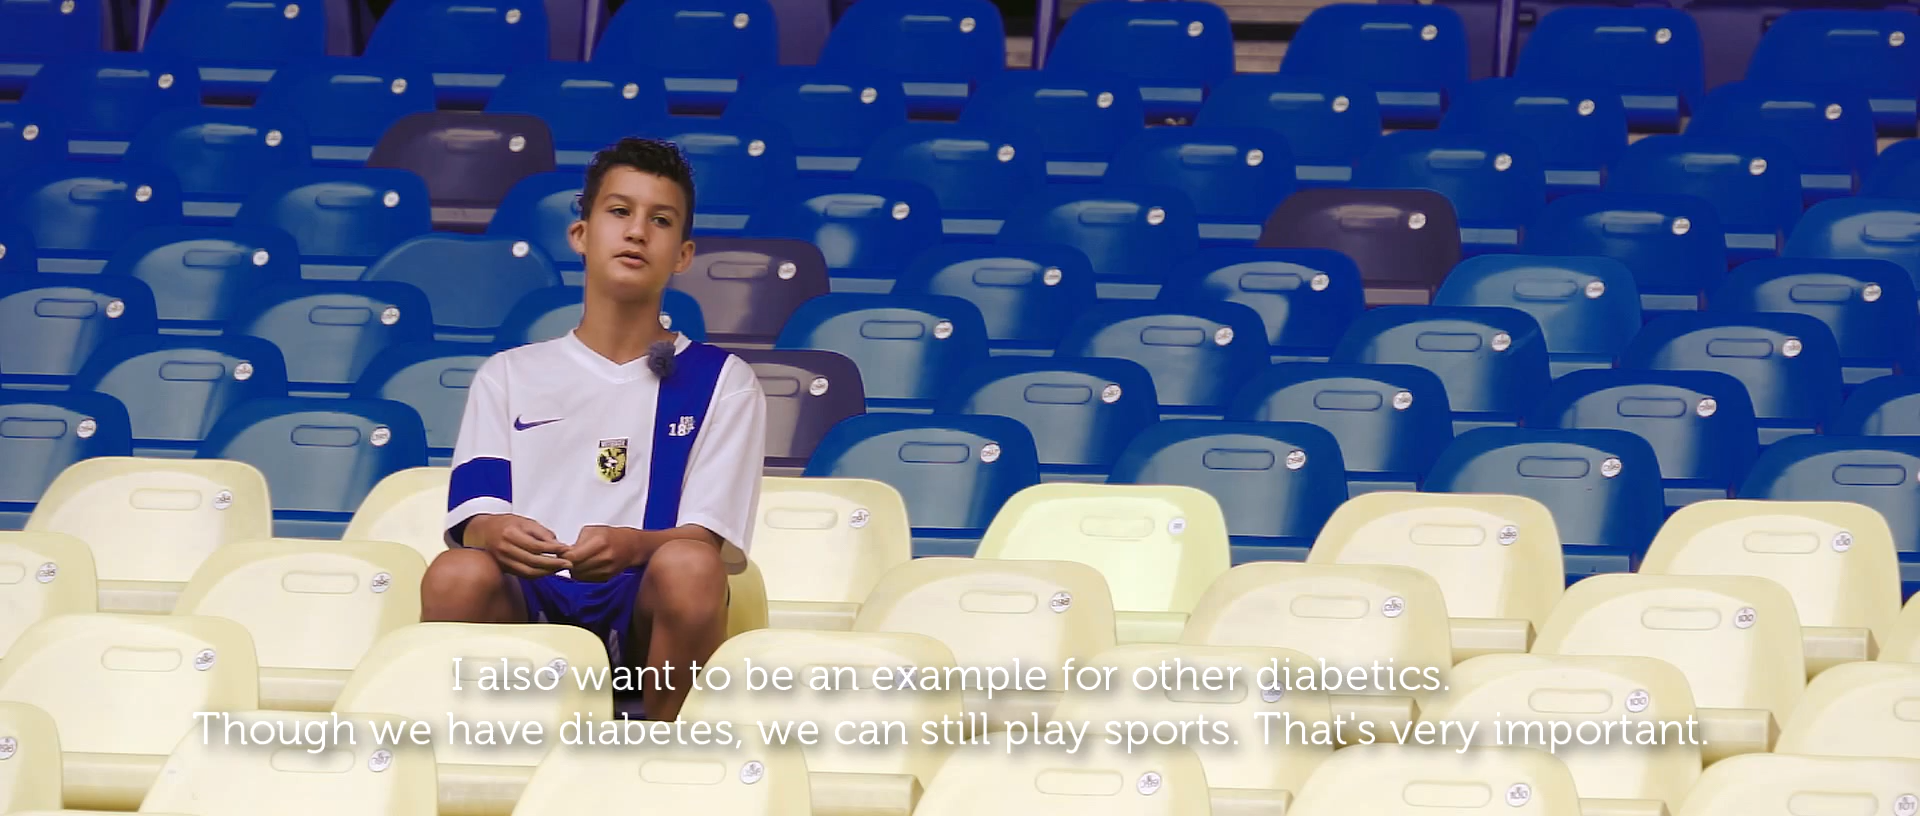 18
I also want to be an example for other diabetics.
Though we have diabetes, we can still play sports. That's very important.